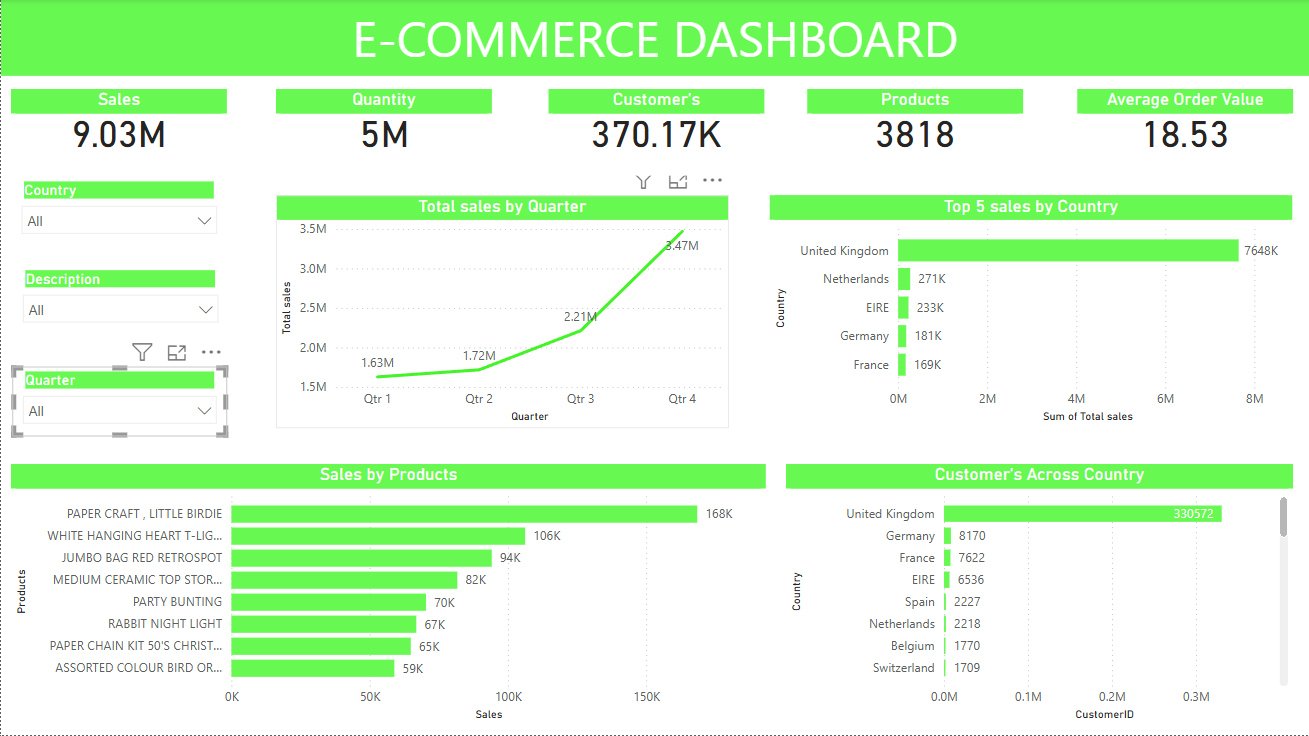 E-COMMERCE DASHBOARD
Sales
9.03M
Quantity
5M
Customer's
370.17K
Products
3818
Average Order Value
18.53
Country
All
Description
All
Quarter
All
Total sales by Quarter
Total sales
3.5M
3.0M
2.5M
2.0M
1.5M
1.63M
1.72M
2.21M
3.47M
Qtr 1
Qtr 2
Qtr 3
Qtr 4
Quarter
Top 5 sales by Country
Country
United Kingdom 7648K
Netherlands 271K
EIRE 233K
Germany 181K
France 169K
0M 2M 4M 6M 8M
Sum of Total sales
Sales by Products
Products
PAPER CRAFT , LITTLE BIRDIE 168K
WHITE HANGING HEART T-LIG... 106K
JUMBO BAG RED RETROSPOT 94K
MEDIUM CERAMIC TOP STOR... 82K
PARTY BUNTING 70K
RABBIT NIGHT LIGHT 67K
PAPER CHAIN KIT 50'S CHRIST... 65K
ASSORTED COLOUR BIRD OR... 59K
0K 50K 100K 150K
Sales
Customer's Across Country
Country
United Kingdom 330572
Germany 8170
France 7622
EIRE 6536
Spain 2227
Netherlands 2218
Belgium 1770
Switzerland 1709
0.0M 0.1M 0.2M 0.3M
CustomerID